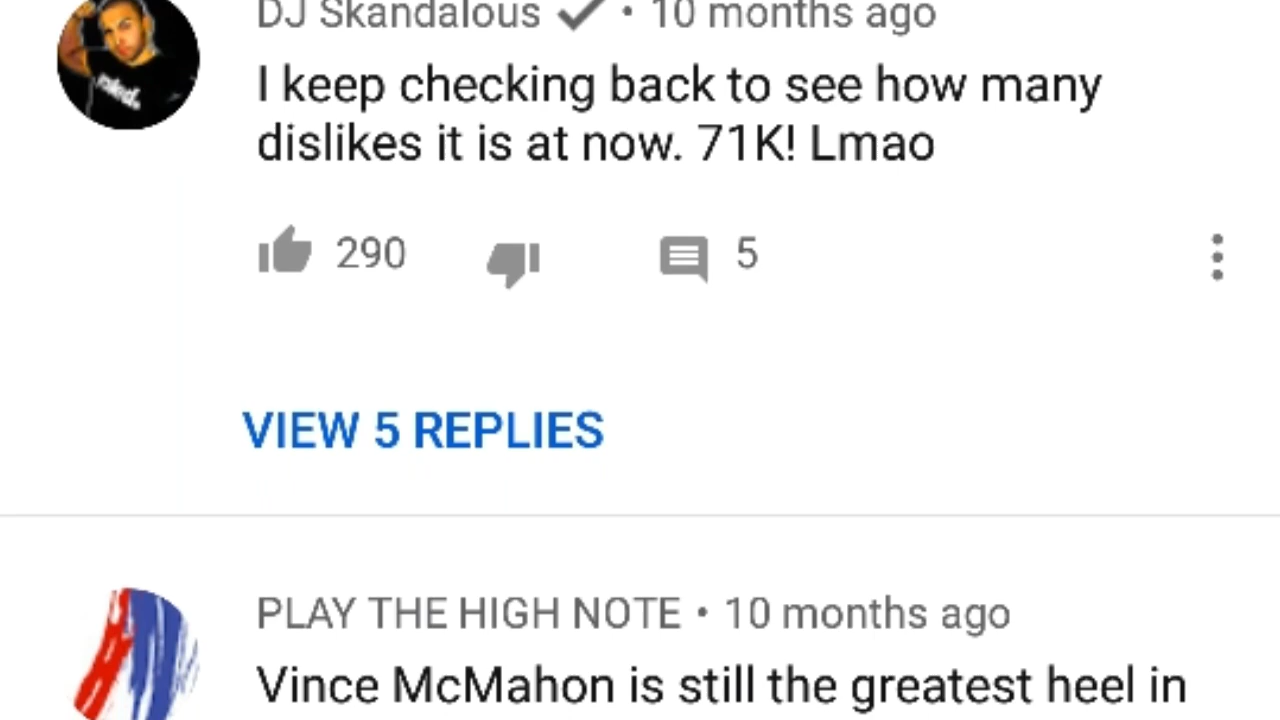 DJ Skandalous • 10 months ago
I keep checking back to see how many
dislikes it is at now. 71K! Lmao
290 5
VIEW 5 REPLIES
PLAY THE HIGH NOTE • 10 months ago
Vince McMahon is still the greatest heel in